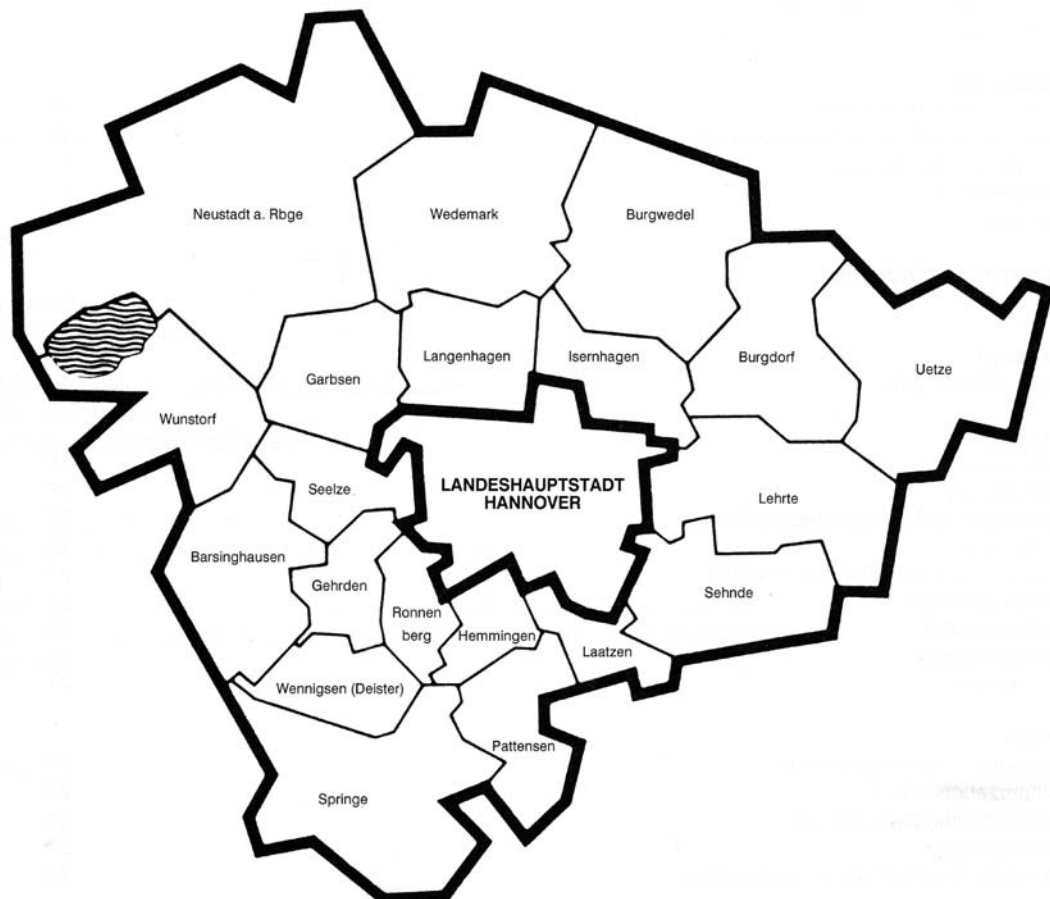 Neustadt a. Rbge
Wedemark
Burgwedel
Langenhagen
Isernhagen
Burgdorf
Uetze
Garbsen
Wunstorf
Seelze
LANDESHAUPTSTADT
HANNOVER
Lehrte
Barsinghausen
Gehrden
Ronnen
berg
Hemmingen
Laatzen
Sehnde
Wennigsen (Deister)
Pattensen
Springe